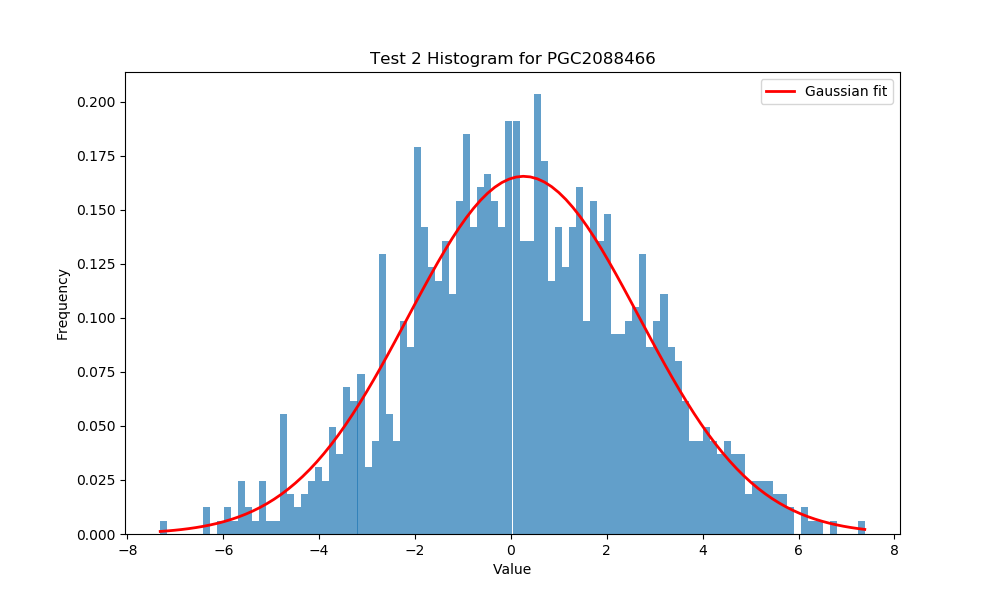 Test 2 Histogram for PGC2088466
Gaussian fit
Frequency
0.200
0.175
0.150
0.125
0.100
0.075
0.050
0.025
0.000
−8 −6 −4 −2 0 2 4 6 8
Value